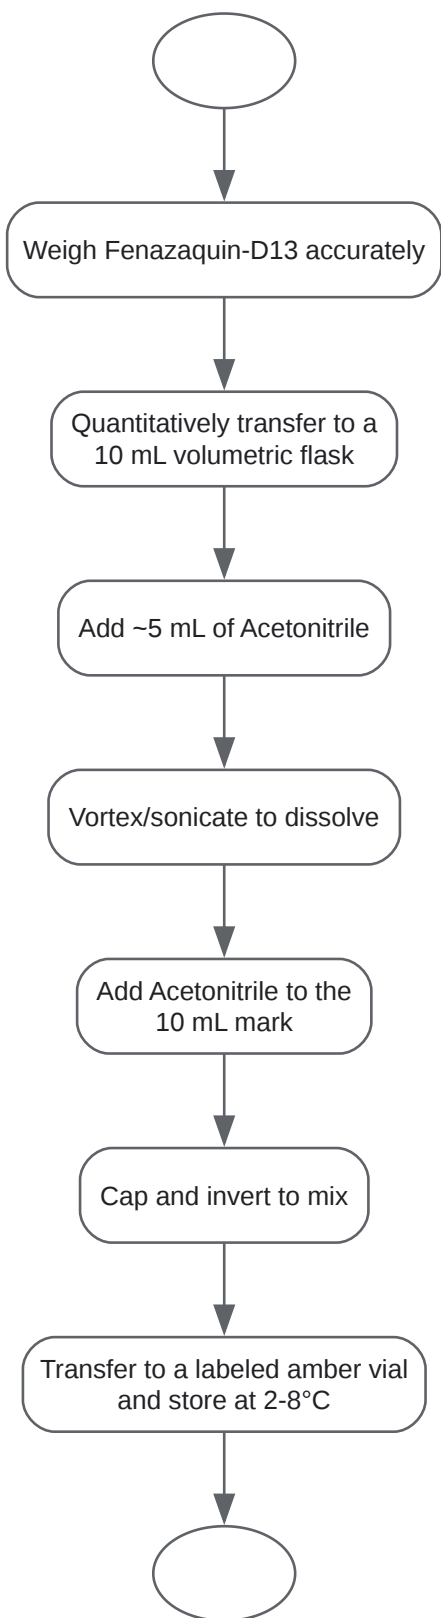 Weigh Fenazaquin-D13 accurately
Quantitatively transfer to a
10 mL volumetric flask
Add ~5 mL of Acetonitrile
Vortex/sonicate to dissolve
Add Acetonitrile to the
10 mL mark
Cap and invert to mix
Transfer to a labeled amber vial
and store at 2-8°C